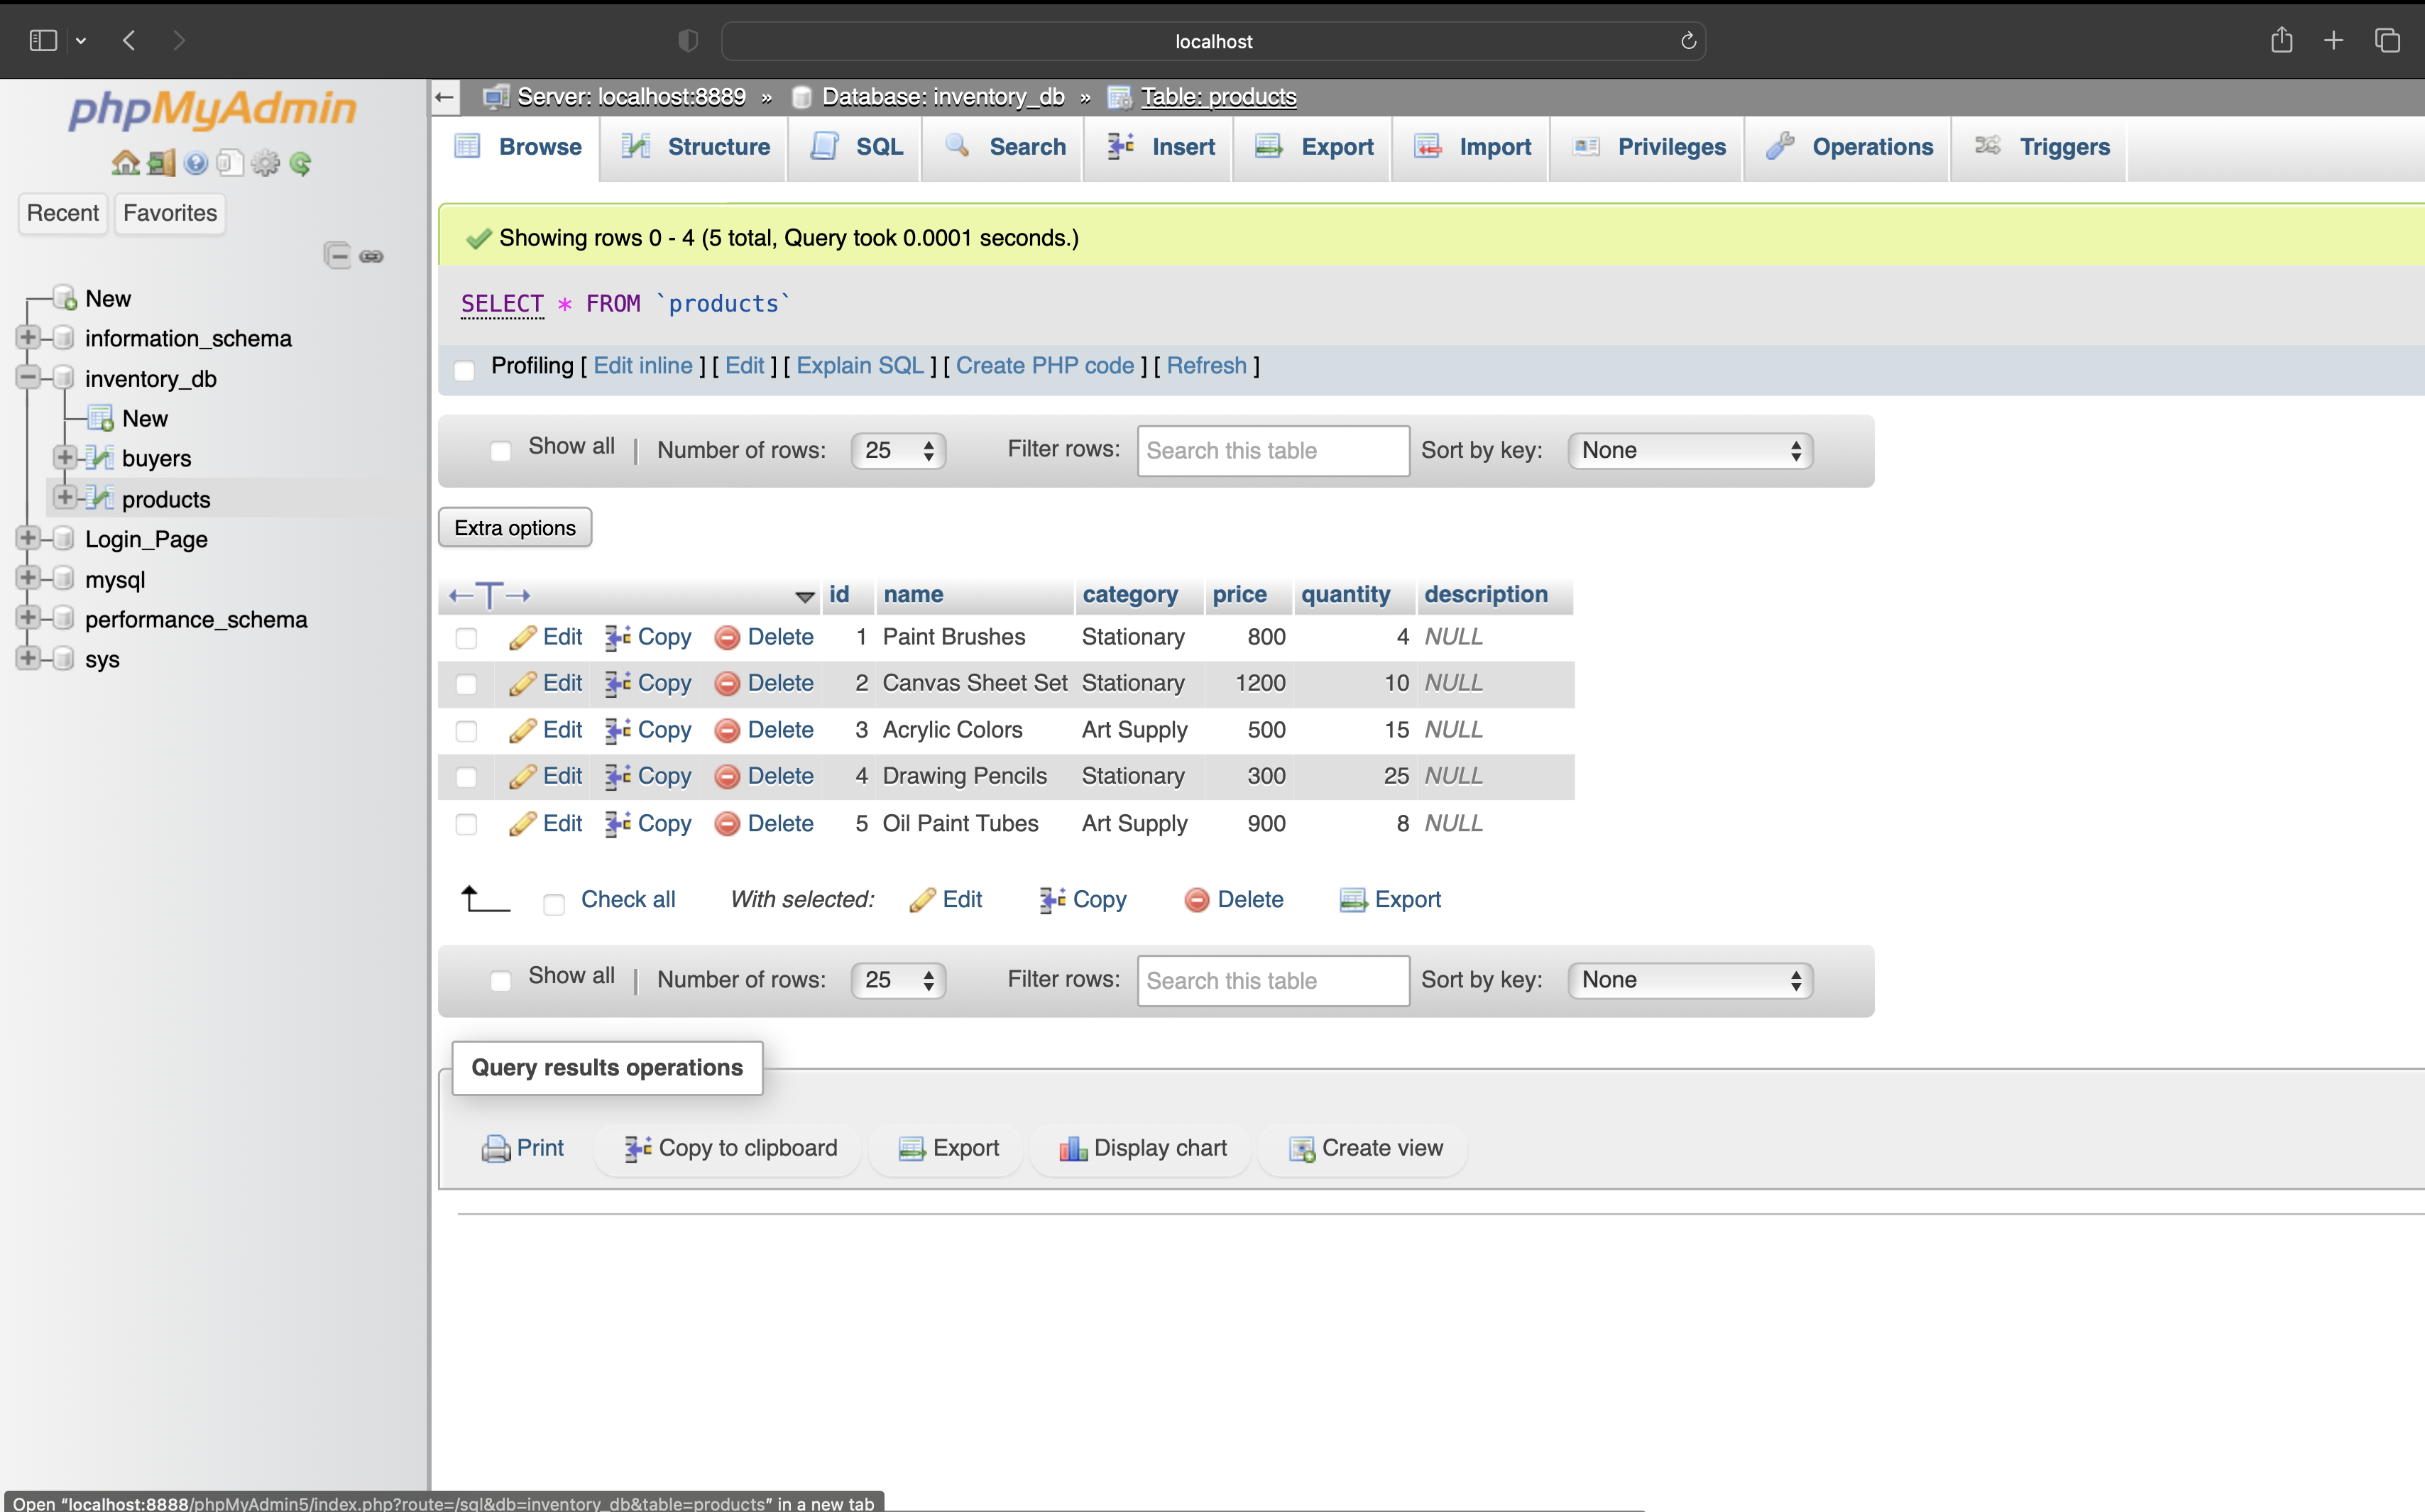 localhost
phpMyAdmin
Recent Favorites
New
information_schema
inventory_db
New
buyers
products
Login_Page
mysql
performance_schema
sys
Server: localhost:8889 » Database: inventory_db » Table: products
Browse Structure SQL Search Insert Export Import Privileges Operations Triggers
Showing rows 0 - 4 (5 total, Query took 0.0001 seconds.)
SELECT * FROM `products`
Profiling [ Edit inline ] [ Edit ] [ Explain SQL ] [ Create PHP code ] [ Refresh ]
Show all | Number of rows: 25 Filter rows: Search this table Sort by key: None
Extra options
←T→ id name category price quantity description
Edit Copy Delete 1 Paint Brushes Stationary 800 4 NULL
Edit Copy Delete 2 Canvas Sheet Set Stationary 1200 10 NULL
Edit Copy Delete 3 Acrylic Colors Art Supply 500 15 NULL
Edit Copy Delete 4 Drawing Pencils Stationary 300 25 NULL
Edit Copy Delete 5 Oil Paint Tubes Art Supply 900 8 NULL
Check all With selected: Edit Copy Delete Export
Show all | Number of rows: 25 Filter rows: Search this table Sort by key: None
Query results operations
Print Copy to clipboard Export Display chart Create view
Open "localhost:8888/phpMyAdmin5/index.php?route=/sql&db=inventory_db&table=products" in a new tab